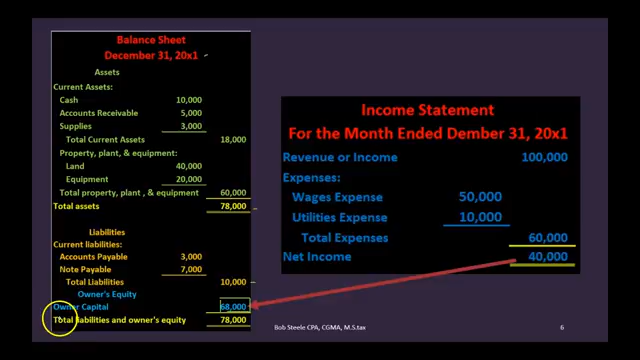 Balance Sheet
December 31, 20x1
Assets
Current Assets:
Cash 10,000
Accounts Receivable 5,000
Supplies 3,000
Total Current Assets 18,000
Property, plant, & equipment:
Land 40,000
Equipment 20,000
Total property, plant , & equipment 60,000
Total assets 78,000
Liabilities
Current liabilities:
Accounts Payable 3,000
Note Payable 7,000
Total Liabilities 10,000
Owner's Equity
Owner Capital 68,000
Total liabilities and owner's equity 78,000
Income Statement
For the Month Ended Dember 31, 20x1
Revenue or Income 100,000
Expenses:
Wages Expense 50,000
Utilities Expense 10,000
Total Expenses 60,000
Net Income 40,000
Bob Steele CPA, CGMA, M.S.tax 6